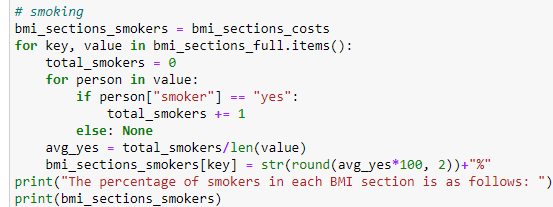 # smoking
bmi_sections_smokers = bmi_sections_costs
for key, value in bmi_sections_full.items():
    total_smokers = 0
    for person in value:
        if person["smoker"] == "yes":
            total_smokers += 1
        else: None
    avg_yes = total_smokers/len(value)
    bmi_sections_smokers[key] = str(round(avg_yes*100, 2))+"%"
print("The percentage of smokers in each BMI section is as follows: ")
print(bmi_sections_smokers)